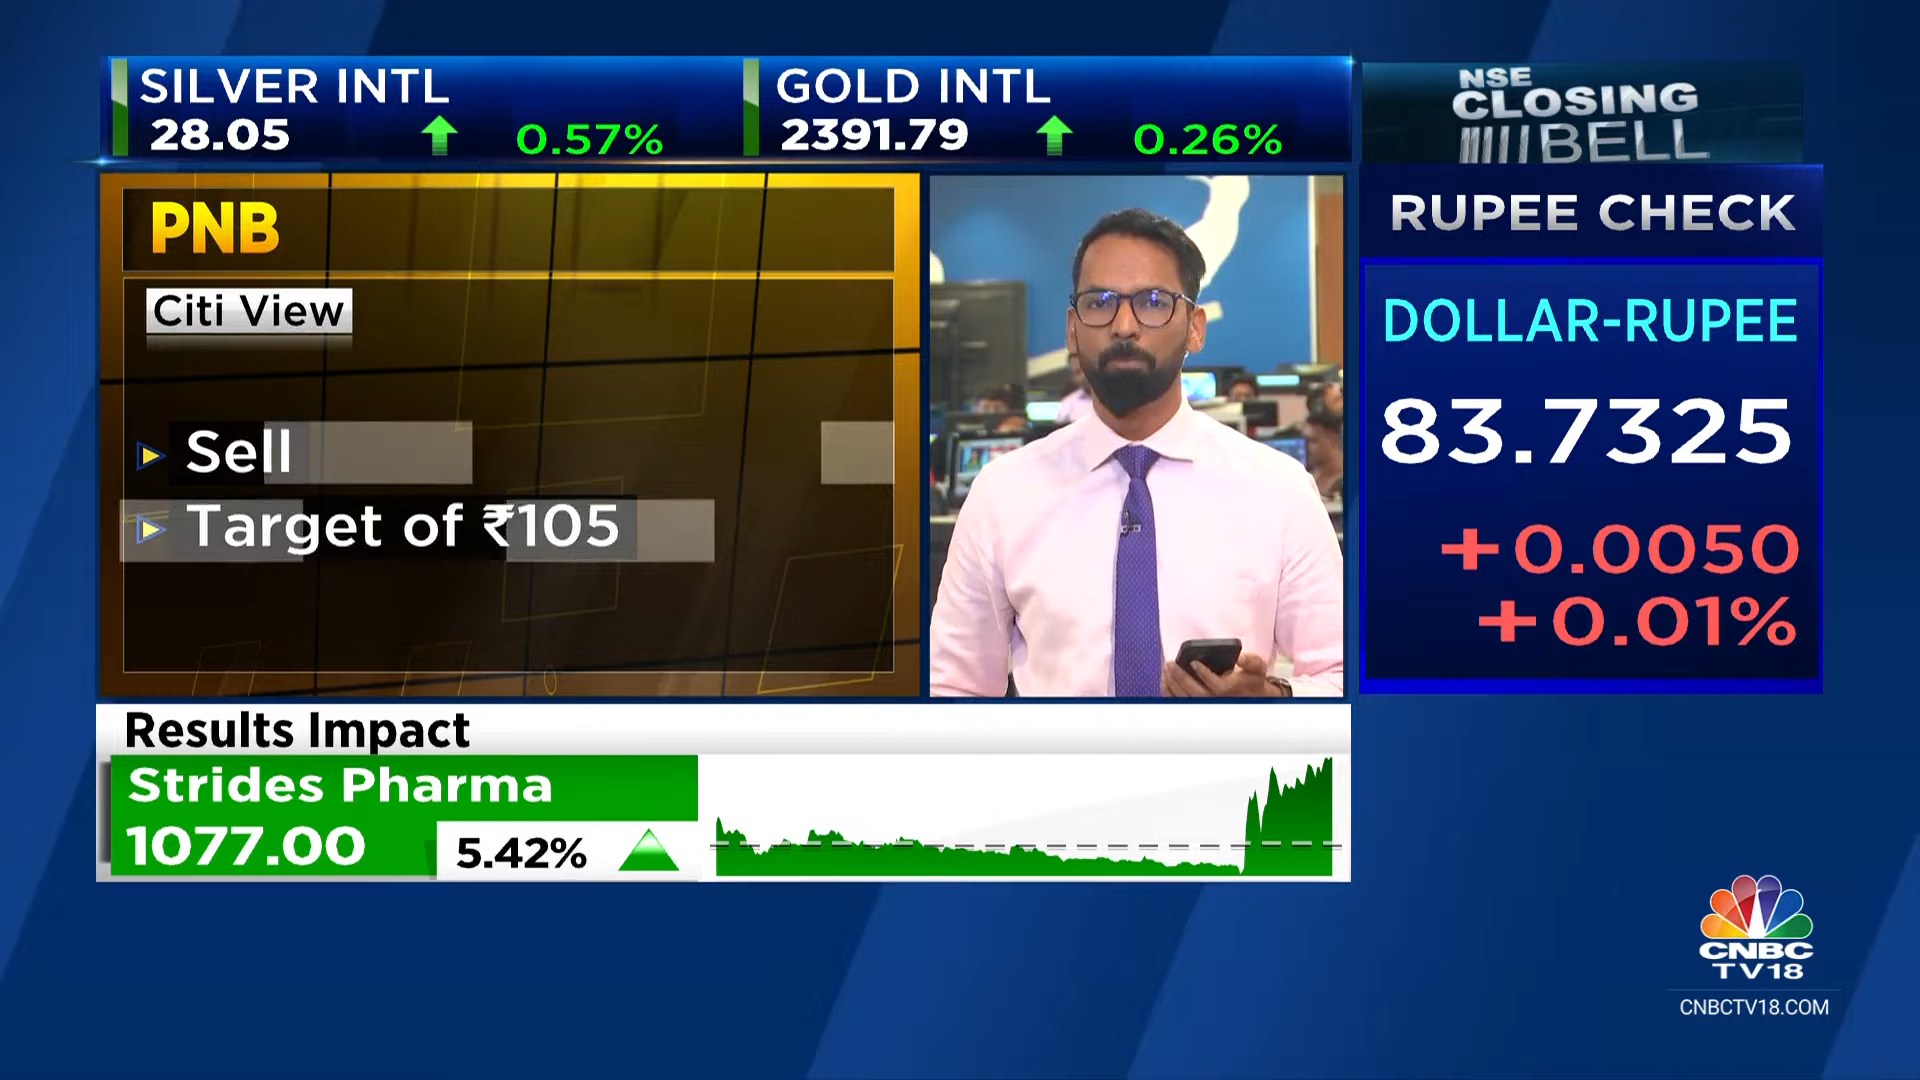 SILVER INTL
28.05 0.57%
GOLD INTL
2391.79 0.26%
NSE
CLOSING
BELL
PNB
Citi View
Sell
Target of ₹105
RUPEE CHECK
DOLLAR-RUPEE
83.7325
+0.0050
+0.01%
Results Impact
Strides Pharma
1077.00 5.42%
CNBC
TV18
CNBCTV18.COM